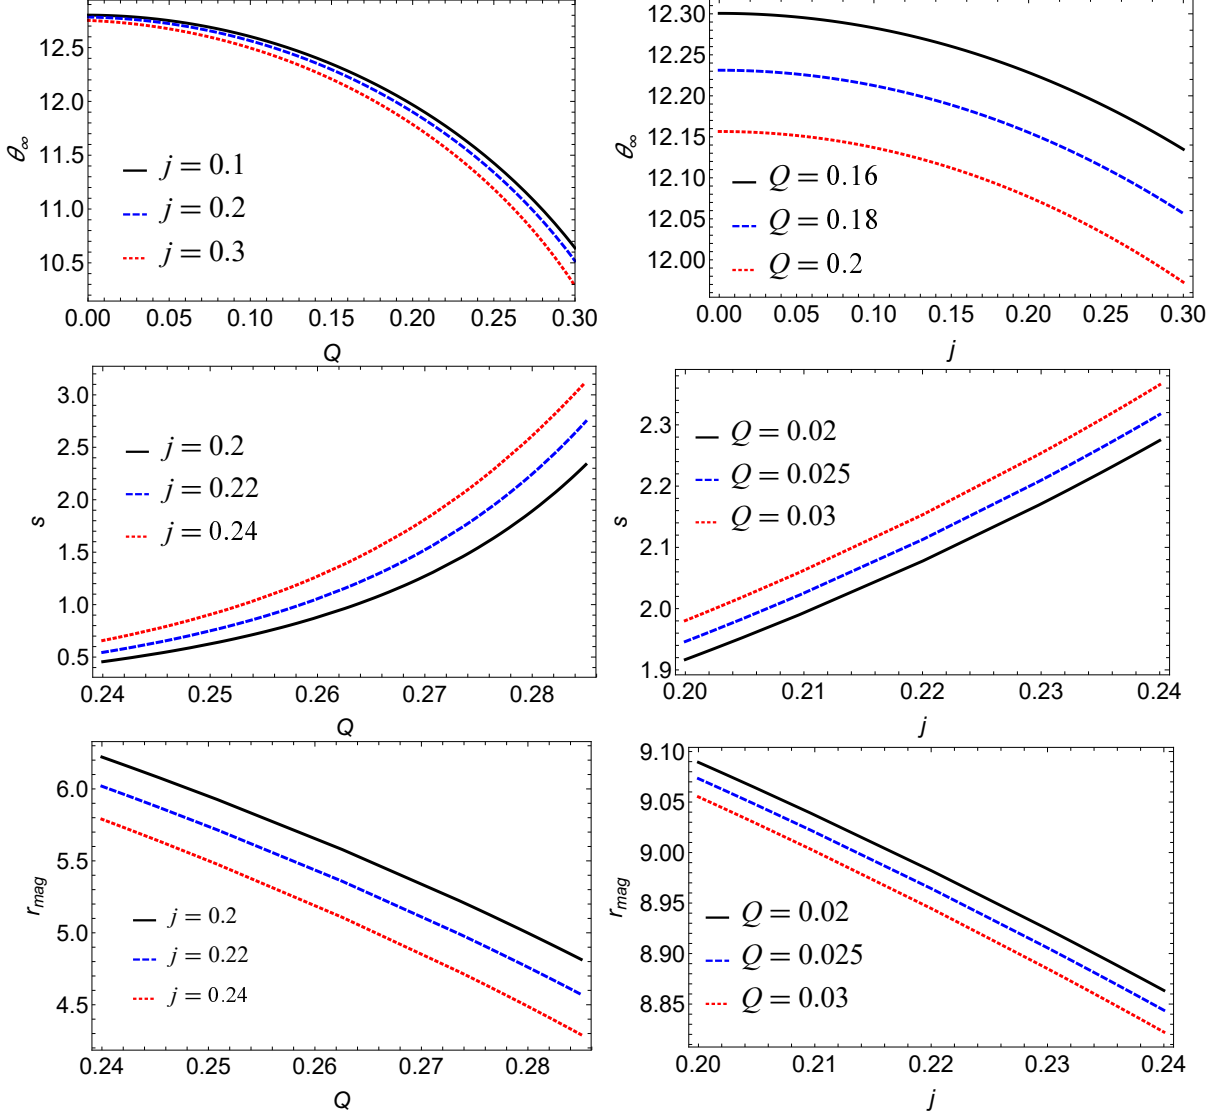 12.5
12.0
11.5
11.0
10.5
θ∞
j = 0.1
j = 0.2
j = 0.3
0.00 0.05 0.10 0.15 0.20 0.25 0.30
Q
12.30
12.25
12.20
12.15
12.10
12.05
12.00
θ∞
Q = 0.16
Q = 0.18
Q = 0.2
0.00 0.05 0.10 0.15 0.20 0.25 0.30
j
3.0
2.5
2.0
1.5
1.0
0.5
s
j = 0.2
j = 0.22
j = 0.24
0.24 0.25 0.26 0.27 0.28
Q
2.3
2.2
2.1
2.0
1.9
s
Q = 0.02
Q = 0.025
Q = 0.03
0.20 0.21 0.22 0.23 0.24
j
6.0
5.5
5.0
4.5
rmag
j = 0.2
j = 0.22
j = 0.24
0.24 0.25 0.26 0.27 0.28
Q
9.10
9.05
9.00
8.95
8.90
8.85
rmag
Q = 0.02
Q = 0.025
Q = 0.03
0.20 0.21 0.22 0.23 0.24
j